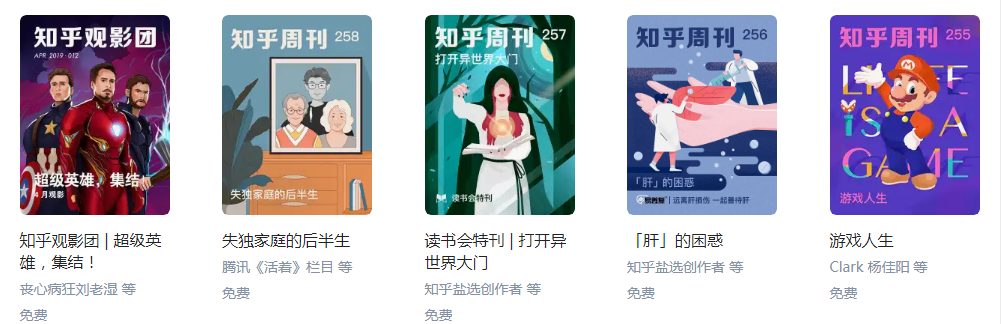 知乎观影团
APR 2019 · 012
超级英雄，集结
4 月观影
知乎观影团 | 超级英
雄，集结！
丧心病狂刘老湿 等
免费
知乎周刊 258
失独家庭的后半生
失独家庭的后半生
腾讯《活着》栏目 等
免费
知乎周刊 257
打开异世界大门
读书会特刊
读书会特刊 | 打开异
世界大门
知乎盐选创作者 等
免费
知乎周刊 256
「肝」的困惑
易善复 | 远离肝损伤 一起善待肝
「肝」的困惑
知乎盐选创作者 等
免费
知乎周刊 255
LIFE
iS A
GAME
游戏人生
游戏人生
Clark 杨佳阳 等
免费